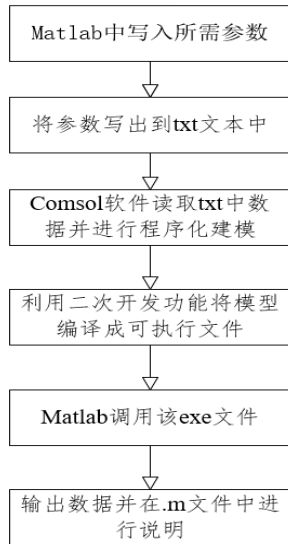 Matlab中写入所需参数
将参数写出到txt文本中
Comsol软件读取txt中数
据并进行程序化建模
利用二次开发功能将模型
编译成可执行文件
Matlab调用该exe文件
输出数据并在.m文件中进
行说明